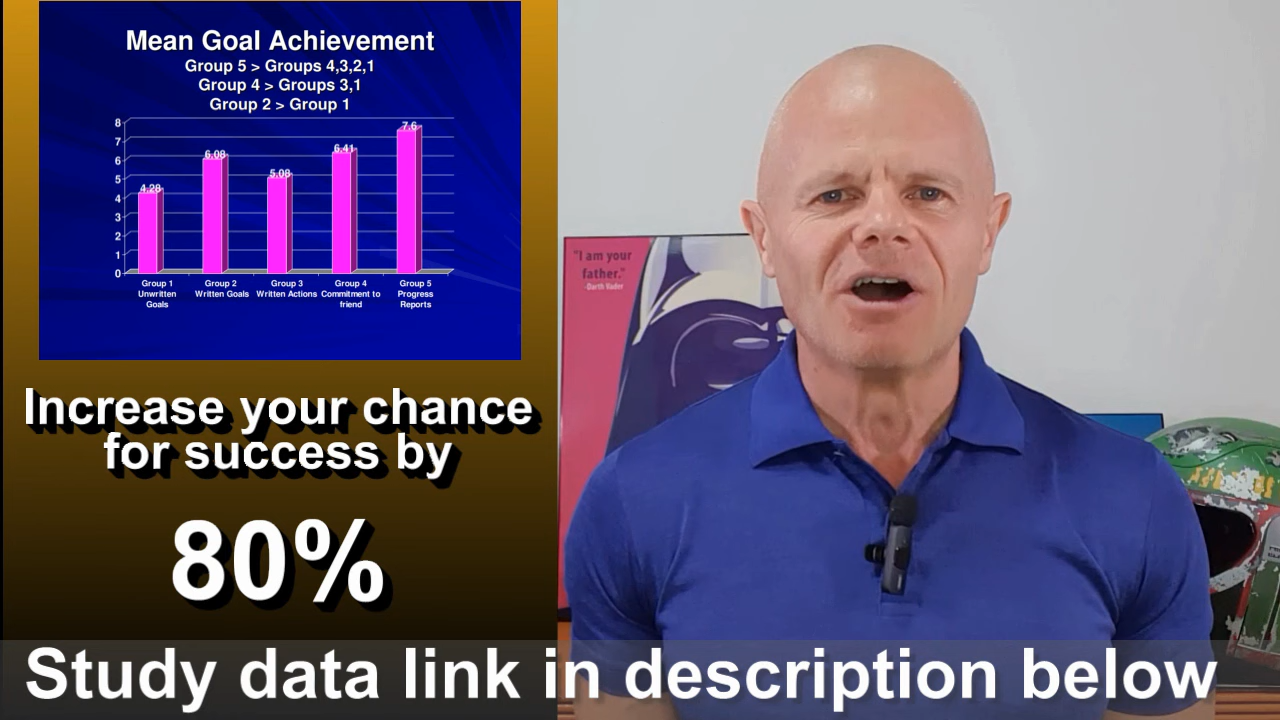 Mean Goal Achievement
Group 5 > Groups 4,3,2,1
Group 4 > Groups 3,1
Group 2 > Group 1
8
7
6
5
4
3
2
1
0
4.28
6.08
5.08
6.41
7.6
Group 1
Unwritten
Goals
Group 2
Written Goals
Group 3
Written Actions
Group 4
Commitment to
friend
Group 5
Progress
Reports
Increase your chance
for success by
80%
"I am your
father."
-Darth Vader
Study data link in description below